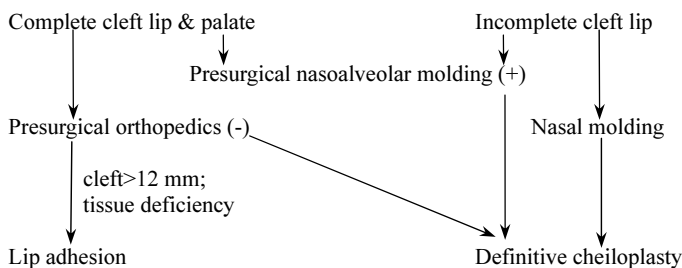 Complete cleft lip & palate
Incomplete cleft lip
Presurgical nasoalveolar molding (+)
Presurgical orthopedics (-)
Nasal molding
cleft>12 mm;
tissue deficiency
Lip adhesion
Definitive cheiloplasty